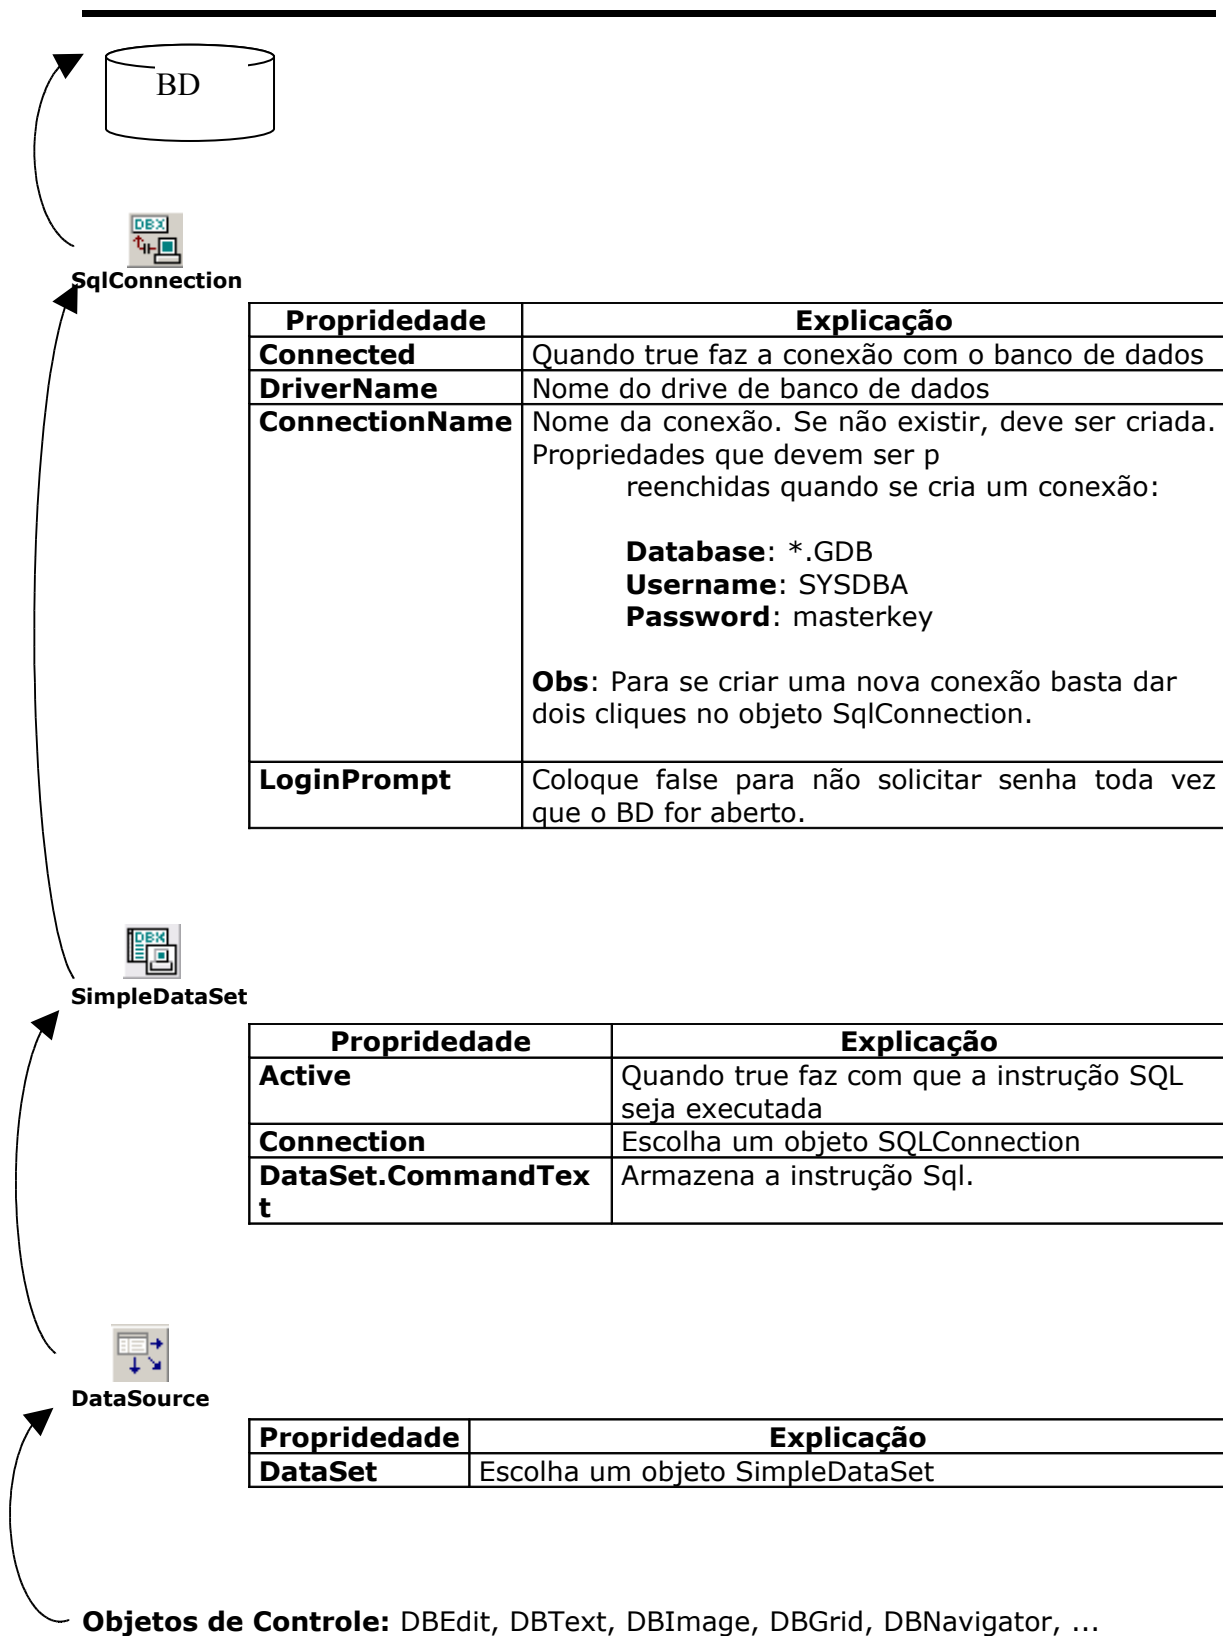 BD
DBX
SqlConnection
Propridedade Explicação
Connected Quando true faz a conexão com o banco de dados
DriverName Nome do drive de banco de dados
ConnectionName Nome da conexão. Se não existir, deve ser criada.
Propriedades que devem ser p
reenchidas quando se cria um conexão:
Database: *.GDB
Username: SYSDBA
Password: masterkey
Obs: Para se criar uma nova conexão basta dar
dois cliques no objeto SqlConnection.
LoginPrompt Coloque false para não solicitar senha toda vez
que o BD for aberto.
DBX
SimpleDataSet
Propridedade Explicação
Active Quando true faz com que a instrução SQL
seja executada
Connection Escolha um objeto SQLConnection
DataSet.CommandTex Armazena a instrução Sql.
t
DataSource
Propridedade Explicação
DataSet Escolha um objeto SimpleDataSet
Objetos de Controle: DBEdit, DBText, DBImage, DBGrid, DBNavigator, ...